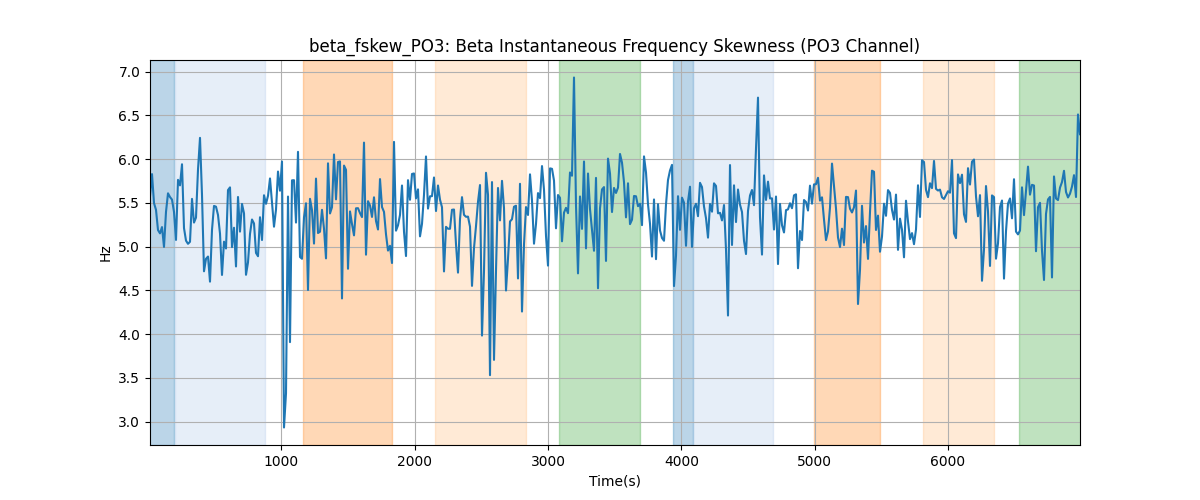 beta_fskew_PO3: Beta Instantaneous Frequency Skewness (PO3 Channel)
7.0
6.5
6.0
5.5
5.0
4.5
4.0
3.5
3.0
Hz
1000 2000 3000 4000 5000 6000
Time(s)